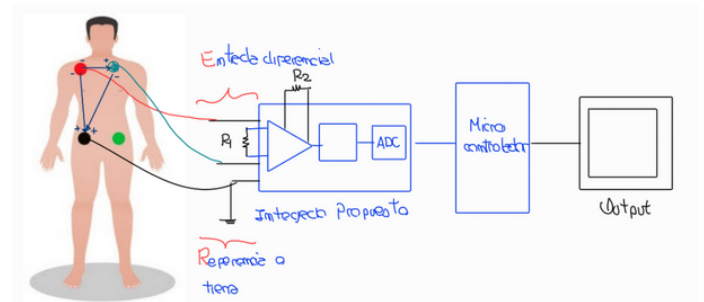 Entrada diferencial
R2
R1
ADC
Micro
controlador
Integrado Propuesto
Output
Referencia a
tierra